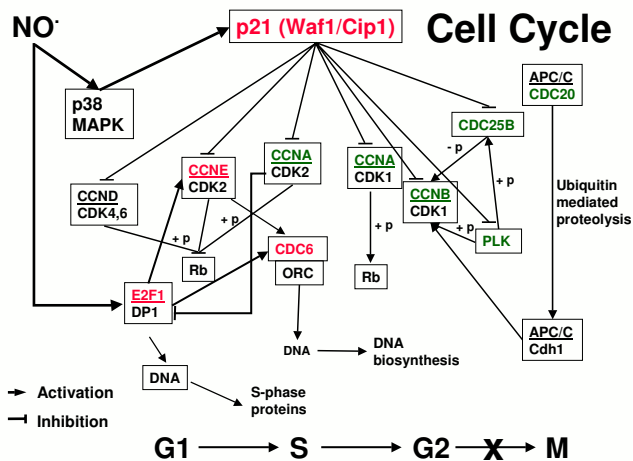 NO·
p21 (Waf1/Cip1)
Cell Cycle
p38
MAPK
APC/C
CDC20
CDC25B
- p
CCNE
CDK2
CCNA
CDK2
CCNA
CDK1
CCND
CDK4,6
CCNB
CDK1
+ p
Ubiquitin
mediated
proteolysis
+ p
+ p
+ p
PLK
CDC6
ORC
Rb
Rb
E2F1
DP1
APC/C
Cdh1
DNA
DNA
biosynthesis
DNA
S-phase
proteins
Activation
Inhibition
G1
S
G2
X
M